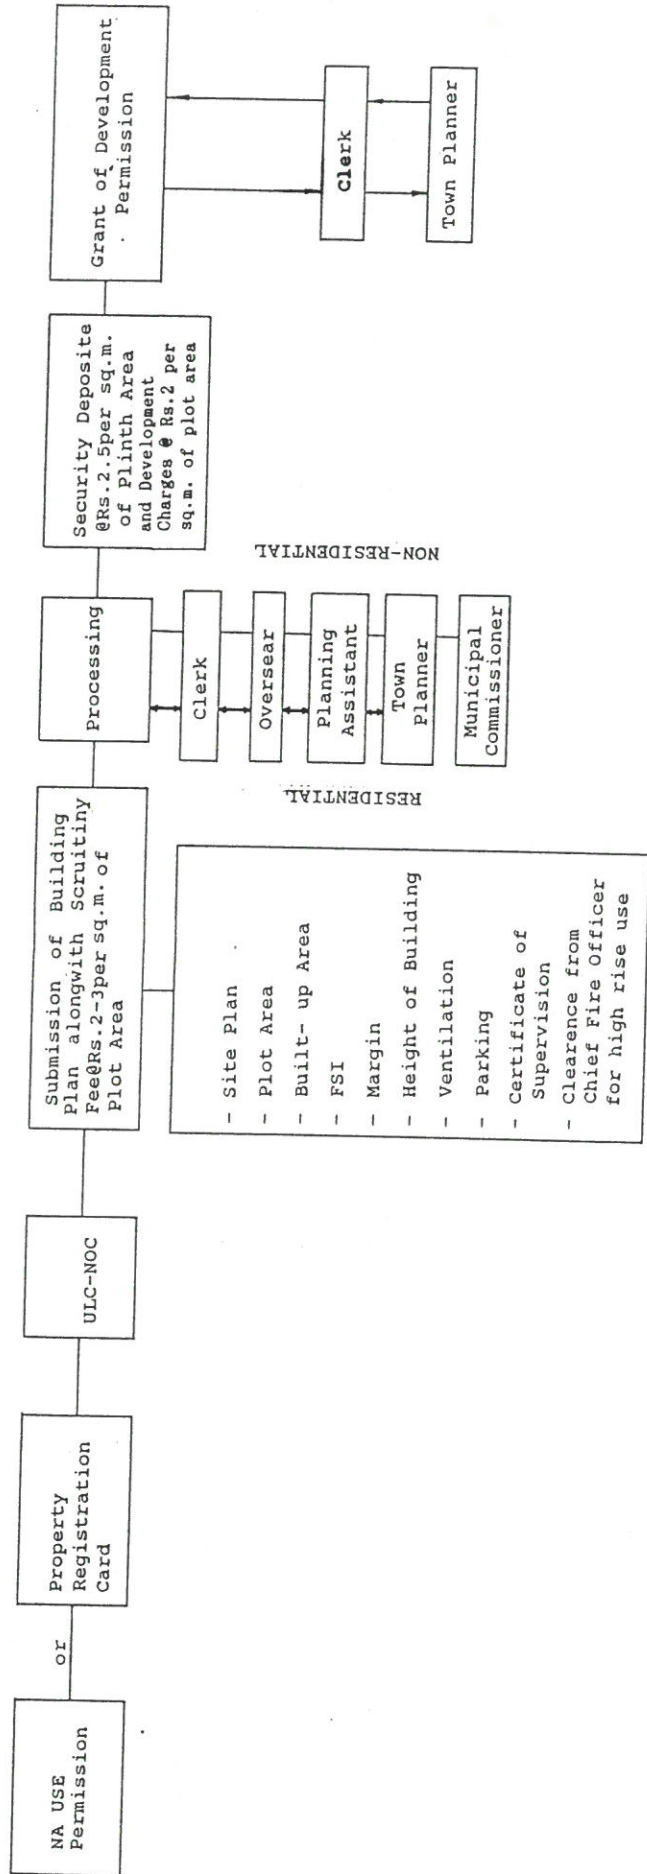 NA USE
Permission
or
Property
Registration
Card
ULC-NOC
Submission of Building
Plan alongwith Scruitiny
Fee@Rs.2-3per sq.m. of
Plot Area
- Site Plan
- Plot Area
- Built- up Area
- FSI
- Margin
- Height of Building
- Ventilation
- Parking
- Certificate of
Supervision
- Clearence from
Chief Fire Officer
for high rise use
Processing
RESIDENTIAL
Clerk
Oversear
Planning
Assistant
Town
Planner
Municipal
Commissioner
NON-RESIDENTIAL
Security Deposite
@Rs.2.5per sq.m.
of Plinth Area
and Development
Charges @ Rs.2 per
sq.m. of plot area
Grant of Development
Permission
Clerk
Town Planner